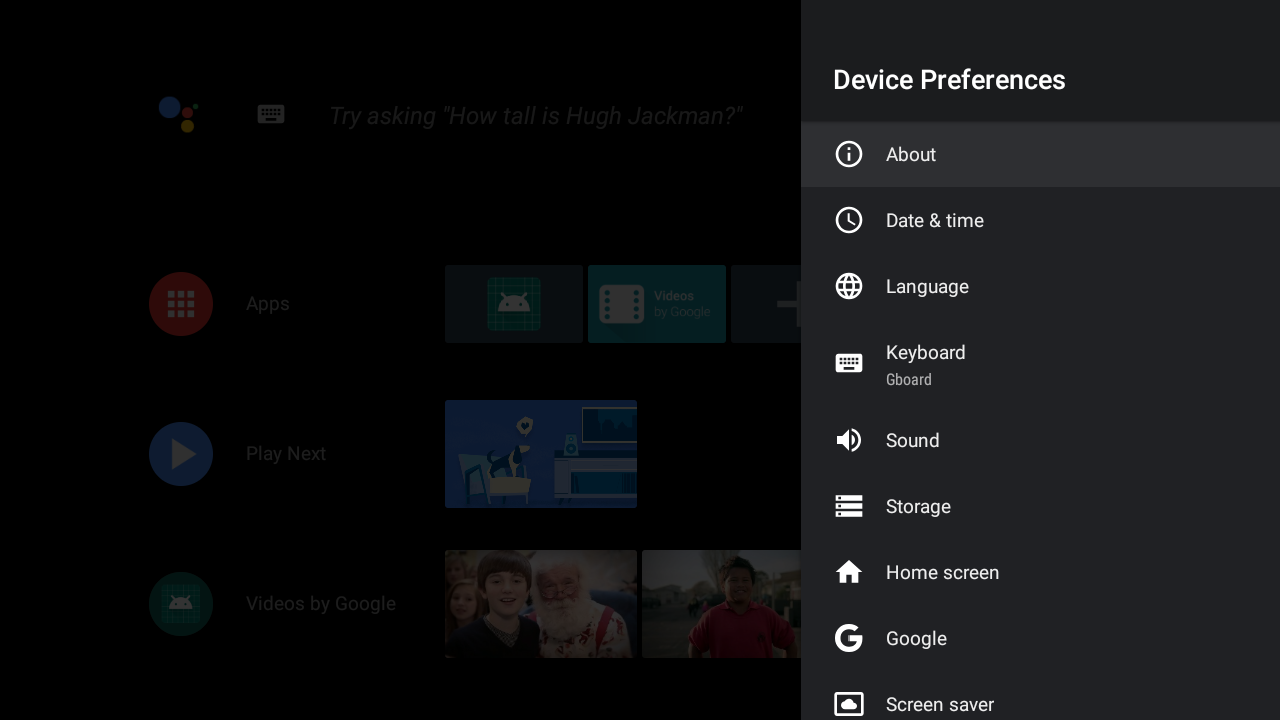 Device Preferences
Try asking "How tall is Hugh Jackman?"
About
Date & time
Language
Apps
Videos
by Google
Keyboard
Gboard
Sound
Play Next
Storage
Home screen
Videos by Google
Google
Screen saver